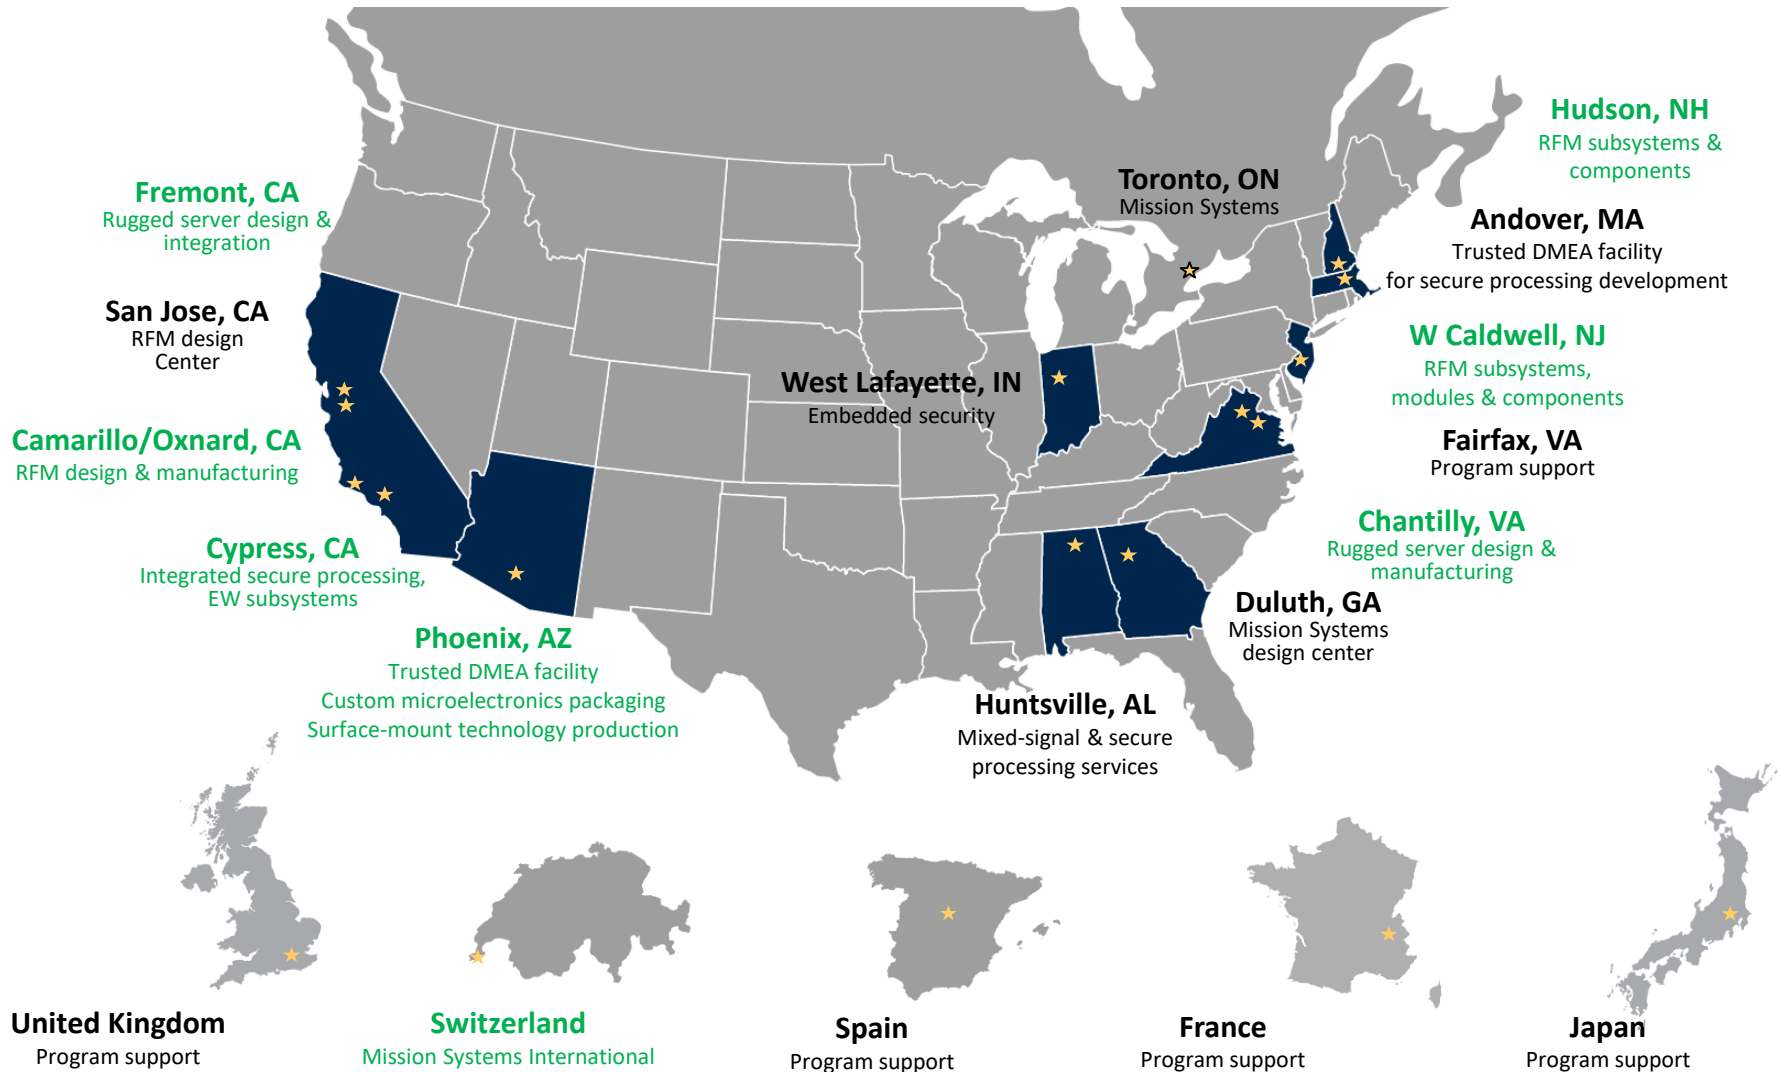 Hudson, NH
RFM subsystems &
components
Toronto, ON
Mission Systems
Fremont, CA
Rugged server design &
integration
Andover, MA
Trusted DMEA facility
for secure processing development
San Jose, CA
RFM design
Center
W Caldwell, NJ
RFM subsystems,
modules & components
West Lafayette, IN
Embedded security
Camarillo/Oxnard, CA
RFM design & manufacturing
Fairfax, VA
Program support
Chantilly, VA
Rugged server design &
manufacturing
Cypress, CA
Integrated secure processing,
EW subsystems
Duluth, GA
Mission Systems
design center
Phoenix, AZ
Trusted DMEA facility
Custom microelectronics packaging
Surface-mount technology production
Huntsville, AL
Mixed-signal & secure
processing services
United Kingdom
Program support
Switzerland
Mission Systems International
Spain
Program support
France
Program support
Japan
Program support